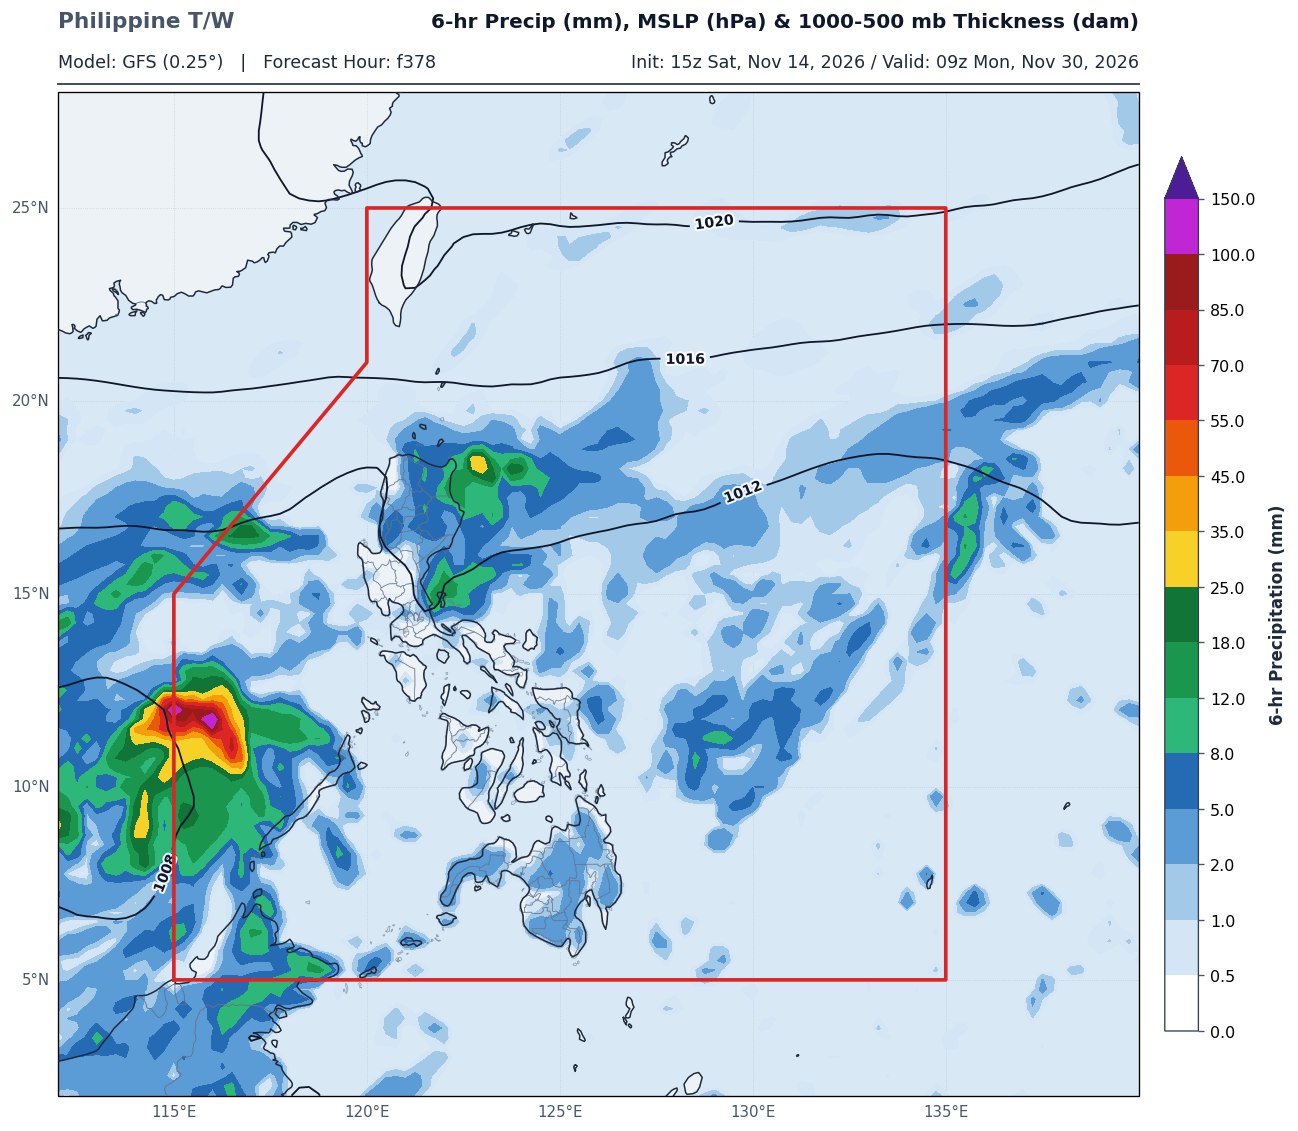 Philippine T/W
6-hr Precip (mm), MSLP (hPa) & 1000-500 mb Thickness (dam)
Model: GFS (0.25°) | Forecast Hour: f378
Init: 15z Sat, Nov 14, 2026 / Valid: 09z Mon, Nov 30, 2026
25°N
20°N
15°N
10°N
5°N
1020
1016
1012
1008
115°E
120°E
125°E
130°E
135°E
150.0
100.0
85.0
70.0
55.0
45.0
35.0
25.0
18.0
12.0
8.0
5.0
2.0
1.0
0.5
0.0
6-hr Precipitation (mm)